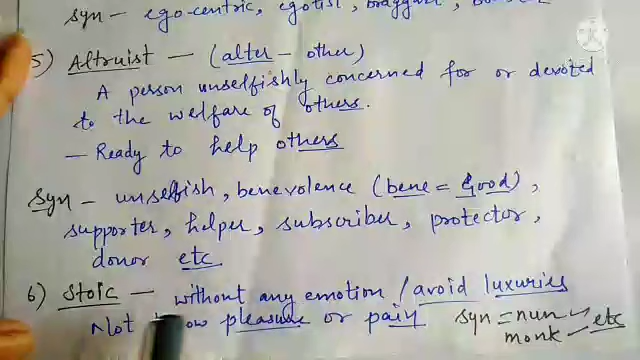 syn - ego-centric, egotist, braggart,
5) Altruist - (alter - other)
A person unselfishly concerned for or devoted
to the welfare of others.
- Ready to help others
Syn - unselfish, benevolence (bene = Good),
supporter, helper, subscriber, protector,
donor etc
6) Stoic - without any emotion / avoid luxuries
Not pleasure or pain syn = nun
monk - etc